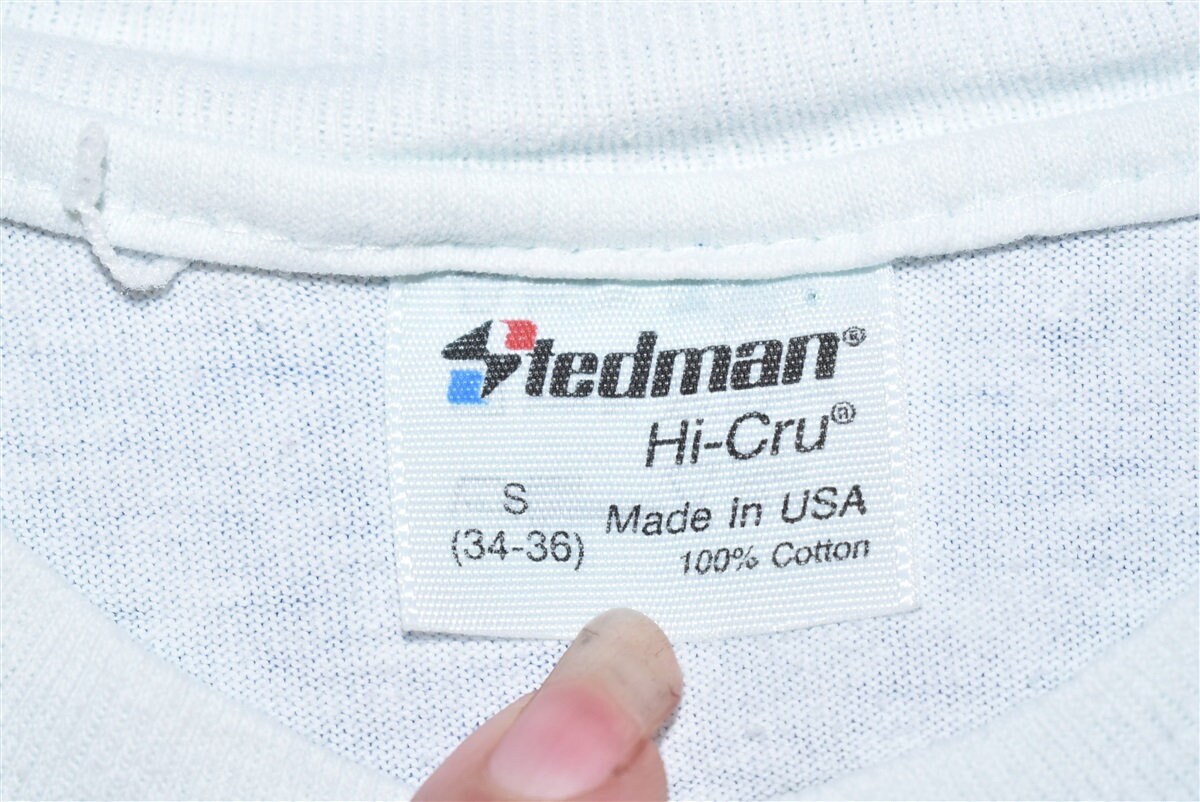 Stedman®
Hi-Cru®
S
(34-36)
Made in USA
100% Cotton